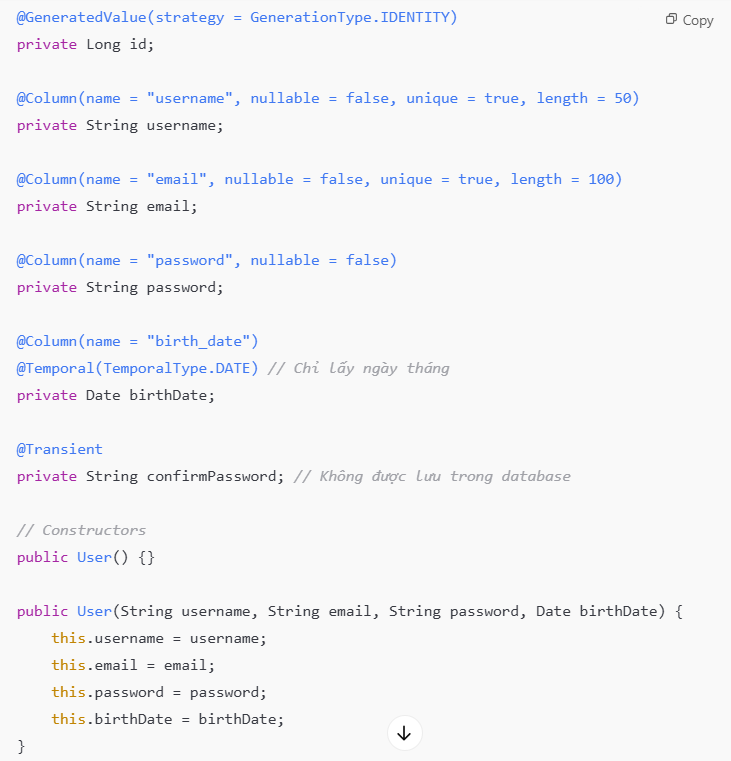 @GeneratedValue(strategy = GenerationType.IDENTITY)
Copy
private Long id;
@Column(name = "username", nullable = false, unique = true, length = 50)
private String username;
@Column(name = "email", nullable = false, unique = true, length = 100)
private String email;
@Column(name = "password", nullable = false)
private String password;
@Column(name = "birth_date")
@Temporal(TemporalType.DATE) // Chỉ lấy ngày tháng
private Date birthDate;
@Transient
private String confirmPassword; // Không được lưu trong database
// Constructors
public User() {}
public User(String username, String email, String password, Date birthDate) {
    this.username = username;
    this.email = email;
    this.password = password;
    this.birthDate = birthDate;
}